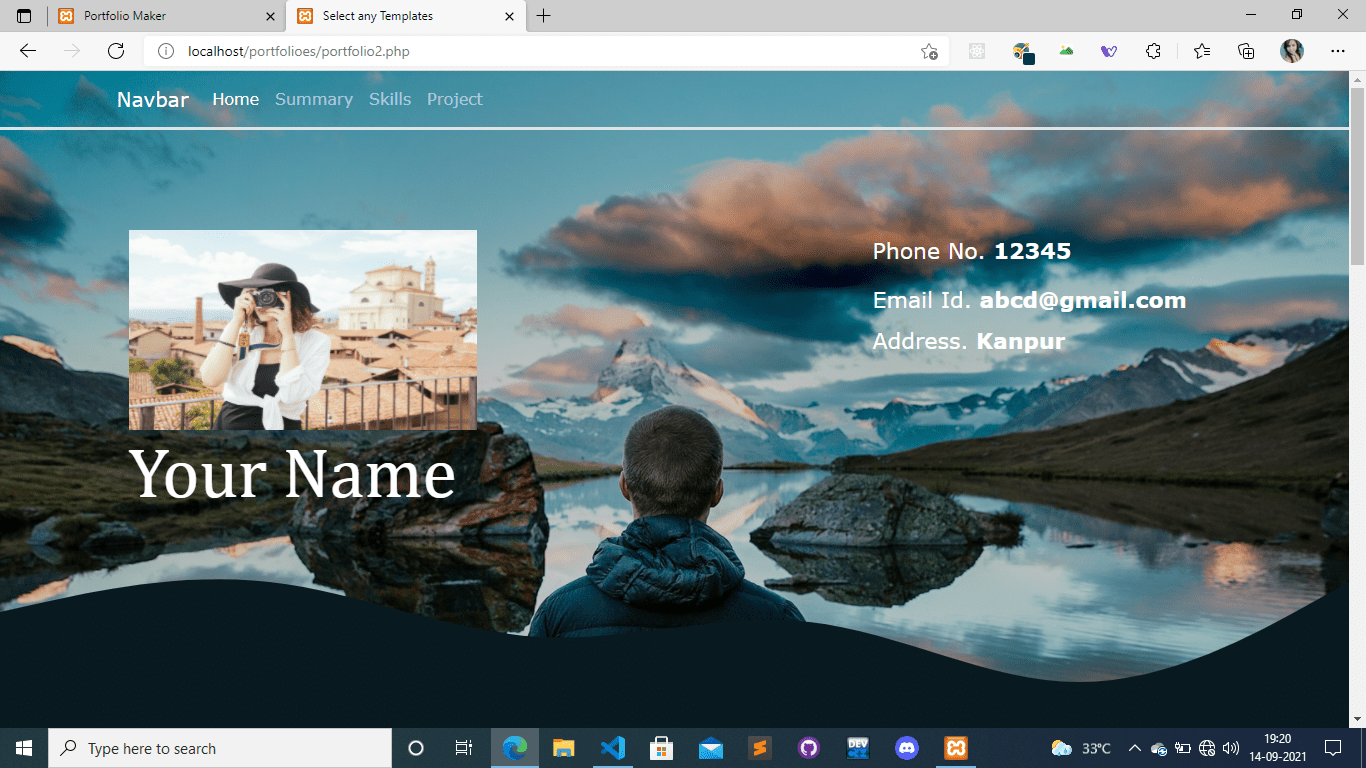 Portfolio Maker
Select any Templates
localhost/portfolioes/portfolio2.php
Navbar Home Summary Skills Project
Phone No. 12345
Email Id. abcd@gmail.com
Address. Kanpur
Your Name
Type here to search
DEV
33°C
19:20
14-09-2021